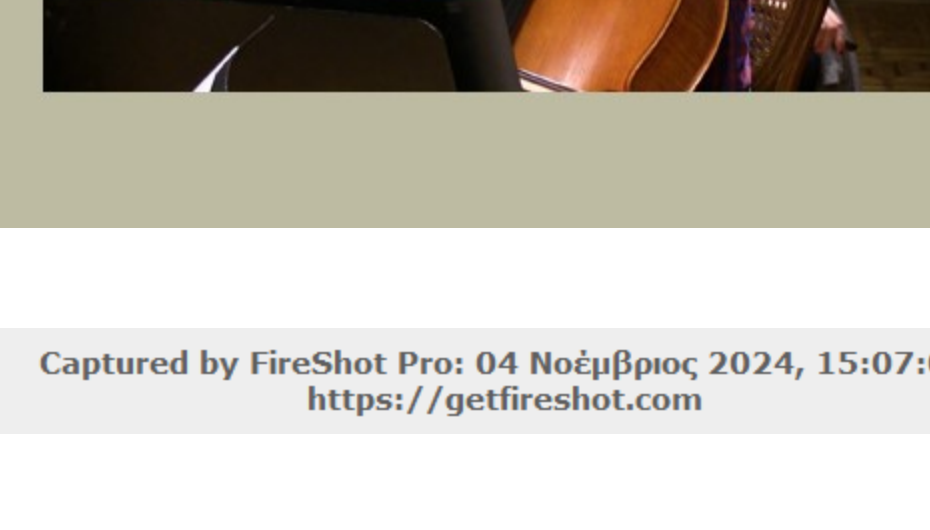 Captured by FireShot Pro: 04 Νοέμβριος 2024, 15:07:
https://getfireshot.com